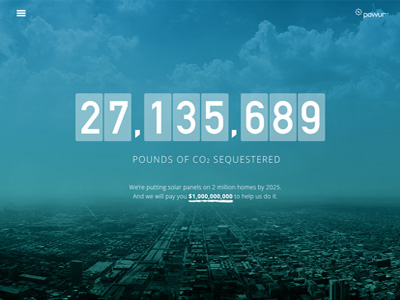 powur
27,135,689
POUNDS OF CO₂ SEQUESTERED
We're putting solar panels on 2 million homes by 2025.
And we will pay you $1,000,000,000 to help us do it.